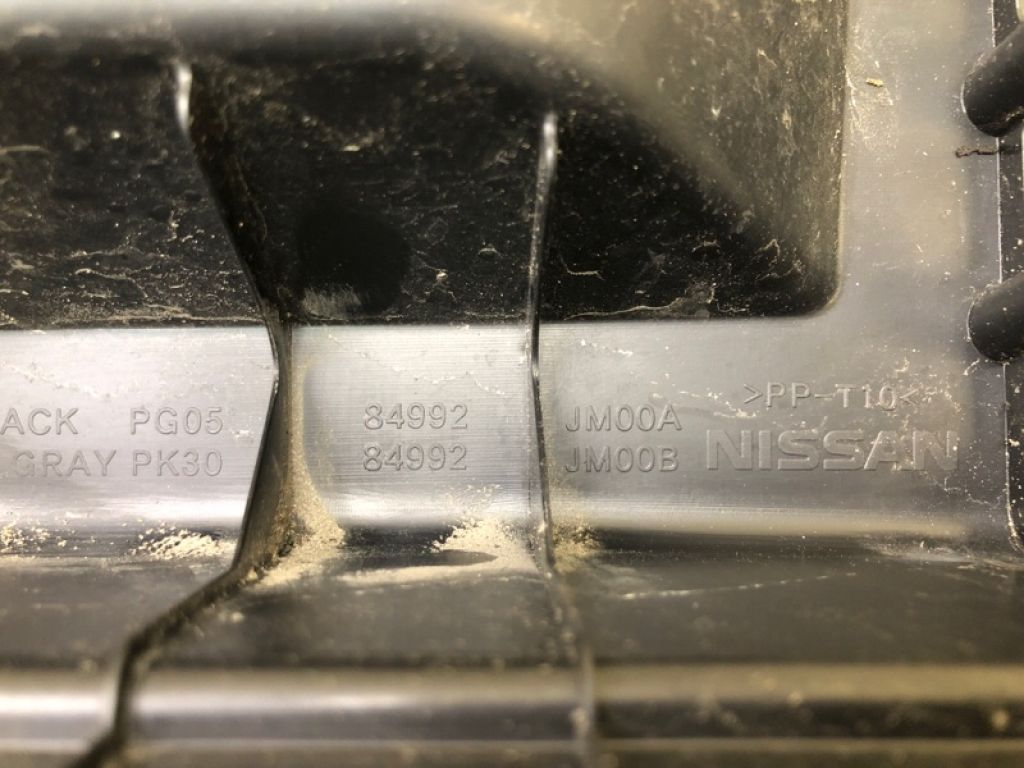 ACK PG05 84992 JM00A >PP-T10<
GRAY PK30 84992 JM00B NISSAN